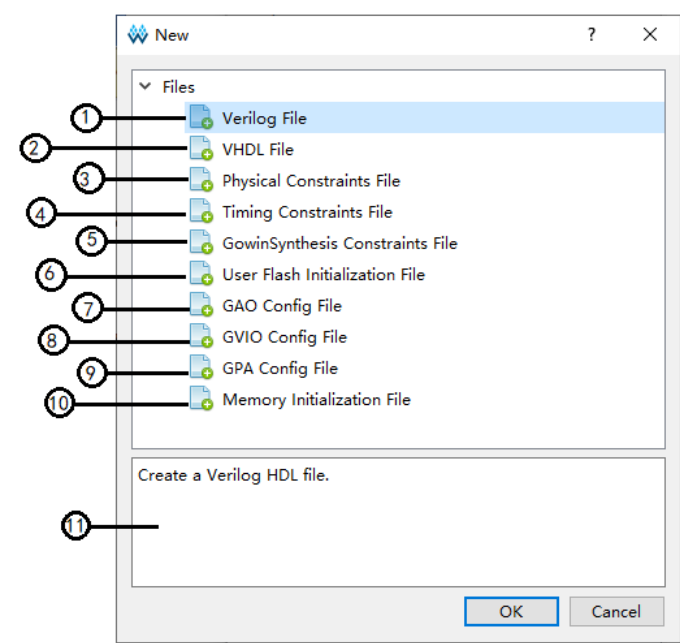 New ? ×
Files
① Verilog File
② VHDL File
③ Physical Constraints File
④ Timing Constraints File
⑤ GowinSynthesis Constraints File
⑥ User Flash Initialization File
⑦ GAO Config File
⑧ GVIO Config File
⑨ GPA Config File
⑩ Memory Initialization File
Create a Verilog HDL file.
⑪
OK Cancel